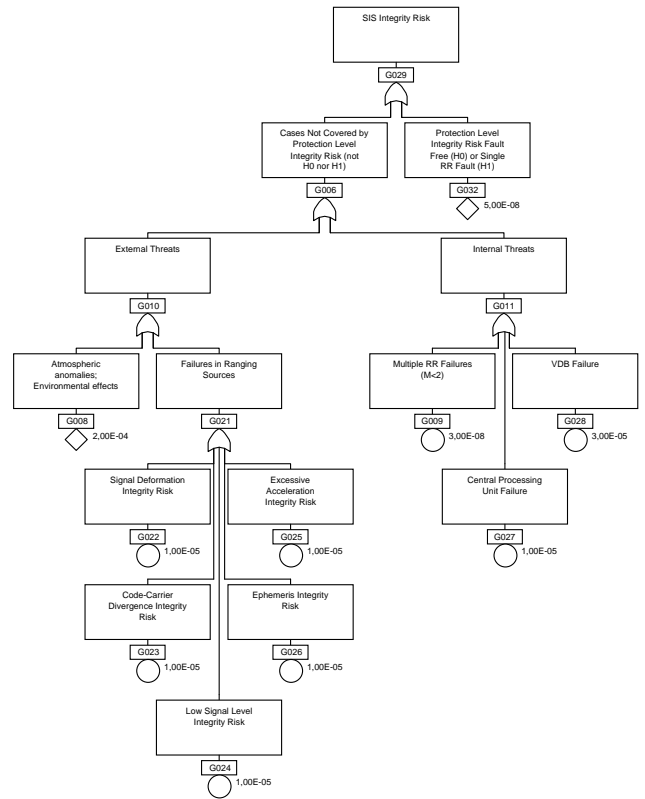 SIS Integrity Risk
G029
Cases Not Covered by
Protection Level
Integrity Risk (not
H0 nor H1)
G006
Protection Level
Integrity Risk Fault
Free (H0) or Single
RR Fault (H1)
G032
5,00E-08
External Threats
G010
Internal Threats
G011
Atmospheric
anomalies;
Environmental effects
G008
2,00E-04
Failures in Ranging
Sources
G021
Multiple RR Failures
(M<2)
G009
3,00E-08
VDB Failure
G028
3,00E-05
Signal Deformation
Integrity Risk
G022
1,00E-05
Excessive
Acceleration
Integrity Risk
G025
1,00E-05
Central Processing
Unit Failure
G027
1,00E-05
Code-Carrier
Divergence Integrity
Risk
G023
1,00E-05
Ephemeris Integrity
Risk
G026
1,00E-05
Low Signal Level
Integrity Risk
G024
1,00E-05